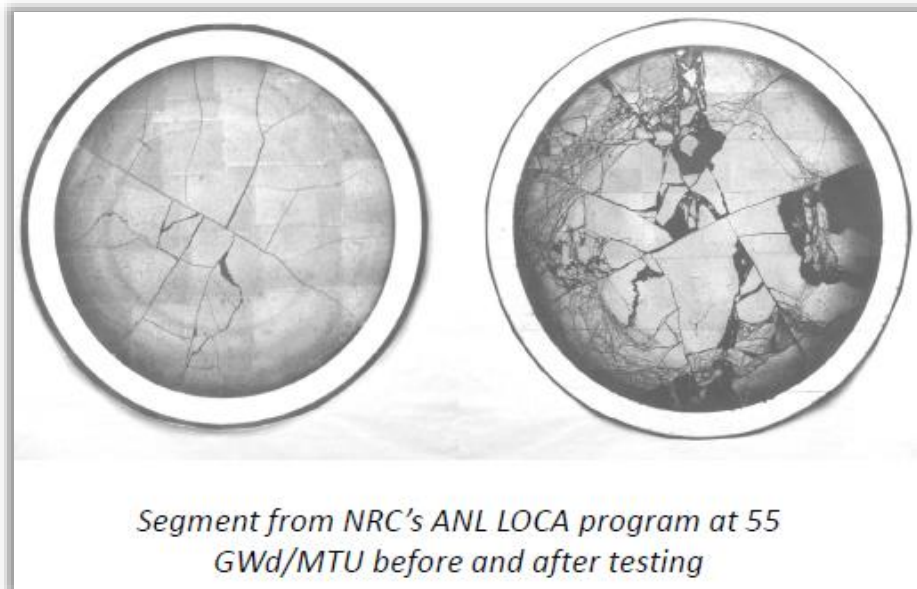 Segment from NRC’s ANL LOCA program at 55
GWd/MTU before and after testing